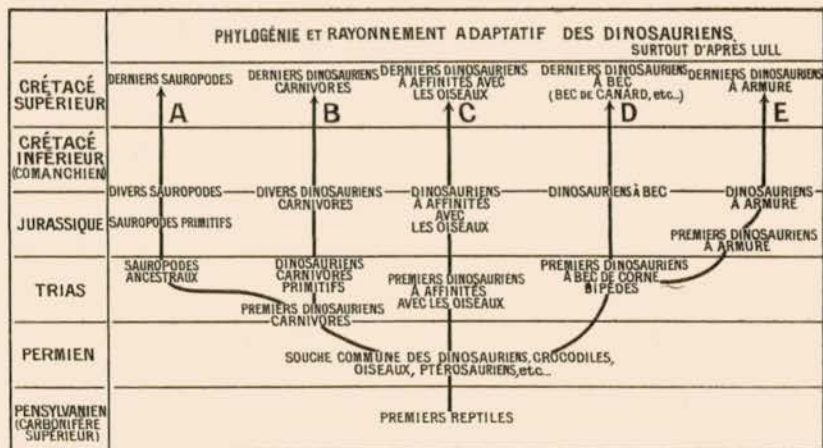 PHYLOGÉNIE ET RAYONNEMENT ADAPTATIF DES DINOSAURIENS,
SURTOUT D'APRÈS LULL
CRÉTACÉ
SUPÉRIEUR
DERNIERS SAUROPODES
A
DERNIERS DINOSAURIENS
CARNIVORES
B
DERNIERS DINOSAURIENS
À AFFINITÉS AVEC
LES OISEAUX
C
DERNIERS DINOSAURIENS
À BEC
(BEC DE CANARD, etc...)
D
DERNIERS DINOSAURIENS
À ARMURE
E
CRÉTACÉ
INFÉRIEUR
(COMANCHIEN)
JURASSIQUE
DIVERS SAUROPODES
SAUROPODES PRIMITIFS
DIVERS DINOSAURIENS
CARNIVORES
DINOSAURIENS
À AFFINITÉS
AVEC
LES OISEAUX
DINOSAURIENS À BEC
DINOSAURIENS
À ARMURE
PREMIERS DINOSAURIENS
À ARMURE
TRIAS
SAUROPODES
ANCESTRAUX
DINOSAURIENS
CARNIVORES
PRIMITIFS
PREMIERS DINOSAURIENS
CARNIVORES
PREMIERS DINOSAURIENS
À AFFINITÉS
AVEC LES OISEAUX
PREMIERS DINOSAURIENS
À BEC DE CORNE
BIPÈDES
PERMIEN
SOUCHE COMMUNE DES DINOSAURIENS, CROCODILES,
OISEAUX, PTÉROSAURIENS, etc...
PENSYLVANIEN
(CARBONIFÈRE
SUPÉRIEUR)
PREMIERS REPTILES